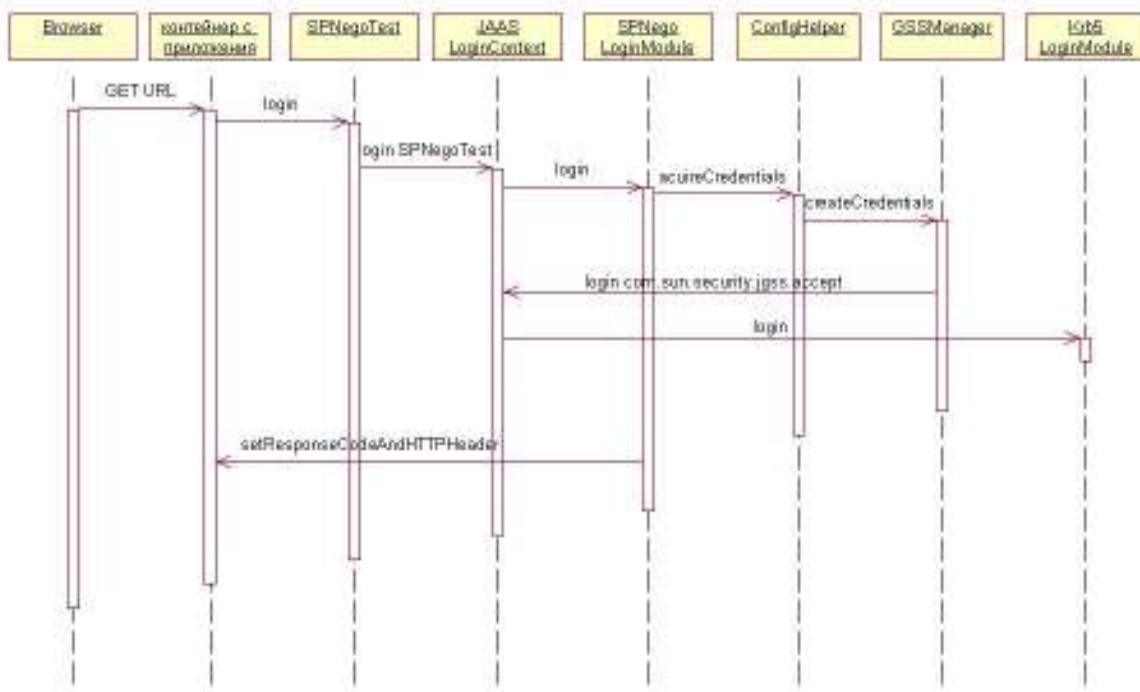 Browser
контейнер с
приложения
SPNegoTest
JAAS
LoginContext
SPNego
LoginModule
ConfigHelper
GSSManager
Krb5
LoginModule
GET URL
login
login SPNegoTest
login
acuireCredentials
createCredentials
login com.sun.security.jgss.accept
login
setResponseCodeAndHTTPHeader